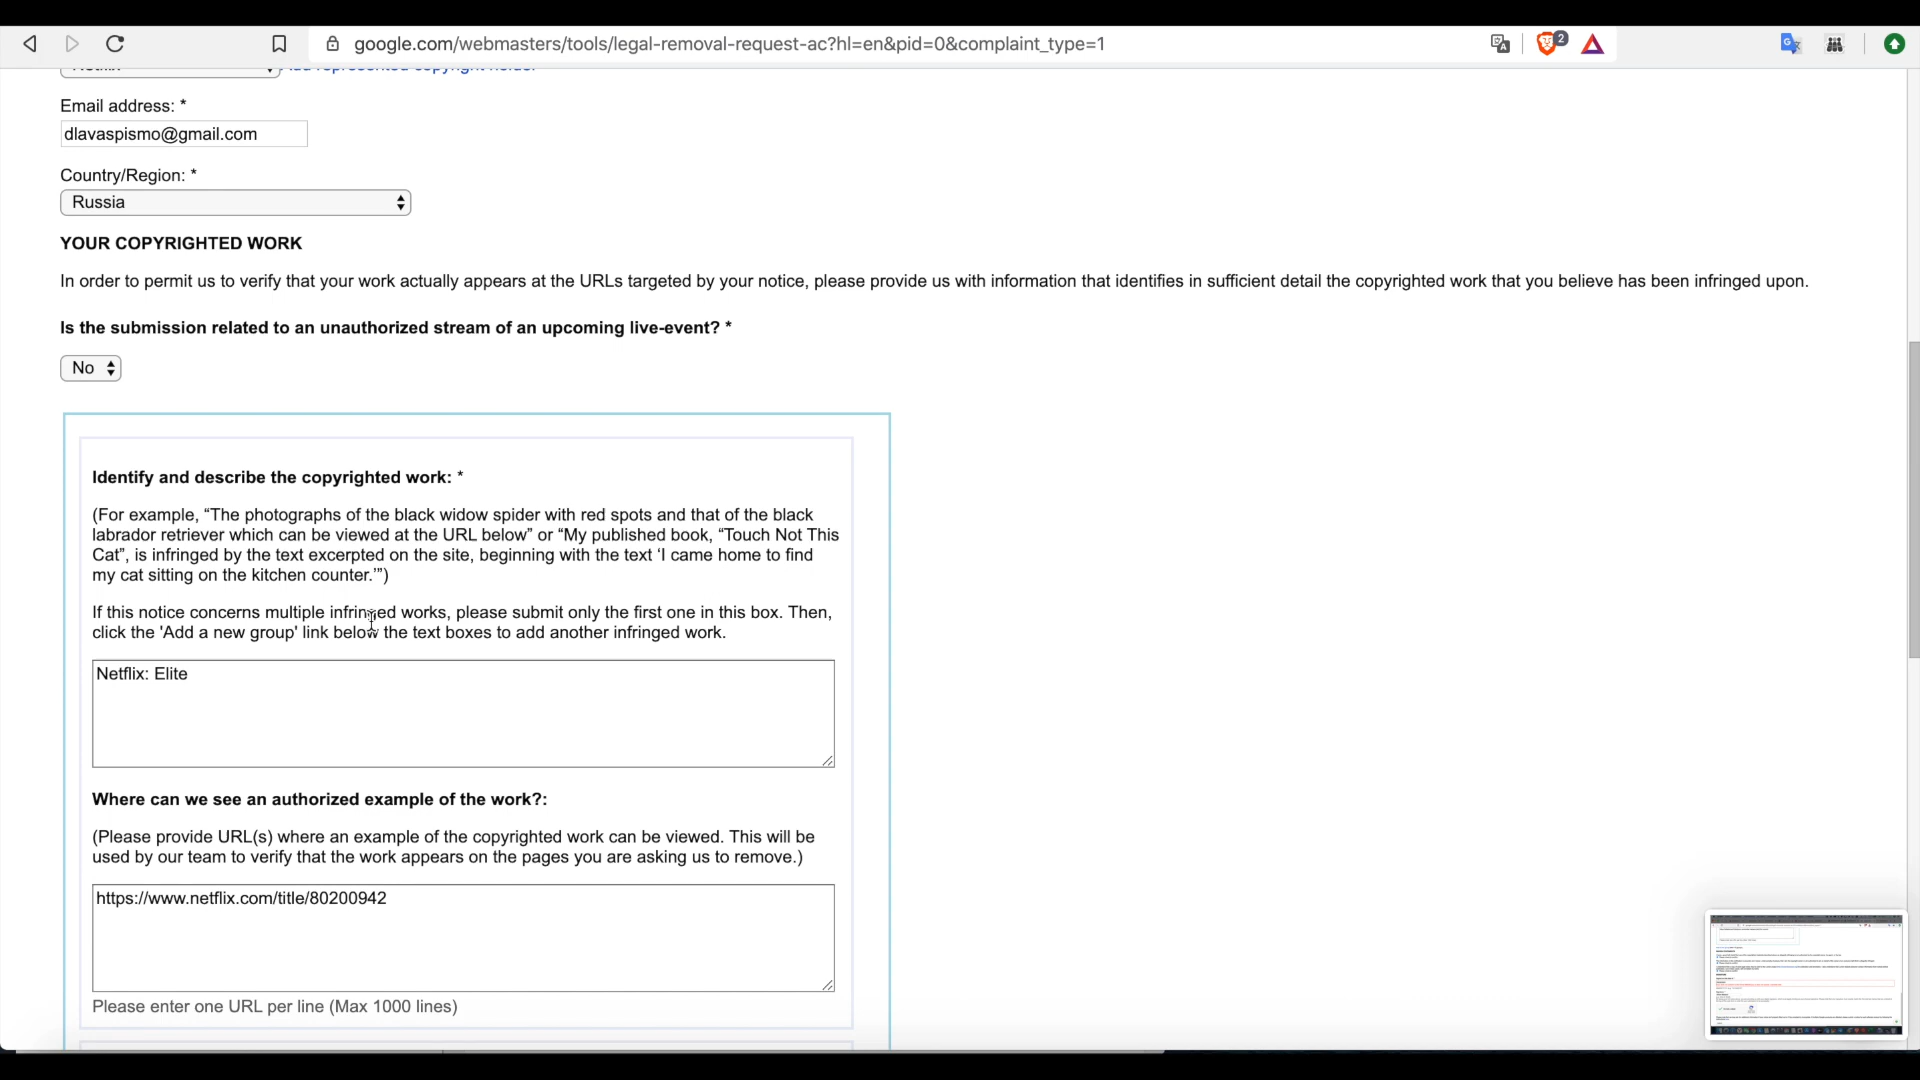 google.com/webmasters/tools/legal-removal-request-ac?hl=en&pid=0&complaint_type=1
2
Email address: *
dlavaspismo@gmail.com
Country/Region: *
Russia
YOUR COPYRIGHTED WORK
In order to permit us to verify that your work actually appears at the URLs targeted by your notice, please provide us with information that identifies in sufficient detail the copyrighted work that you believe has been infringed upon.
Is the submission related to an unauthorized stream of an upcoming live-event? *
No
Identify and describe the copyrighted work: *
(For example, “The photographs of the black widow spider with red spots and that of the black
labrador retriever which can be viewed at the URL below” or “My published book, “Touch Not This
Cat”, is infringed by the text excerpted on the site, beginning with the text ‘I came home to find
my cat sitting on the kitchen counter.’”)
If this notice concerns multiple infringed works, please submit only the first one in this box. Then,
click the 'Add a new group' link below the text boxes to add another infringed work.
Netflix: Elite
Where can we see an authorized example of the work?:
(Please provide URL(s) where an example of the copyrighted work can be viewed. This will be
used by our team to verify that the work appears on the pages you are asking us to remove.)
https://www.netflix.com/title/80200942
Please enter one URL per line (Max 1000 lines)